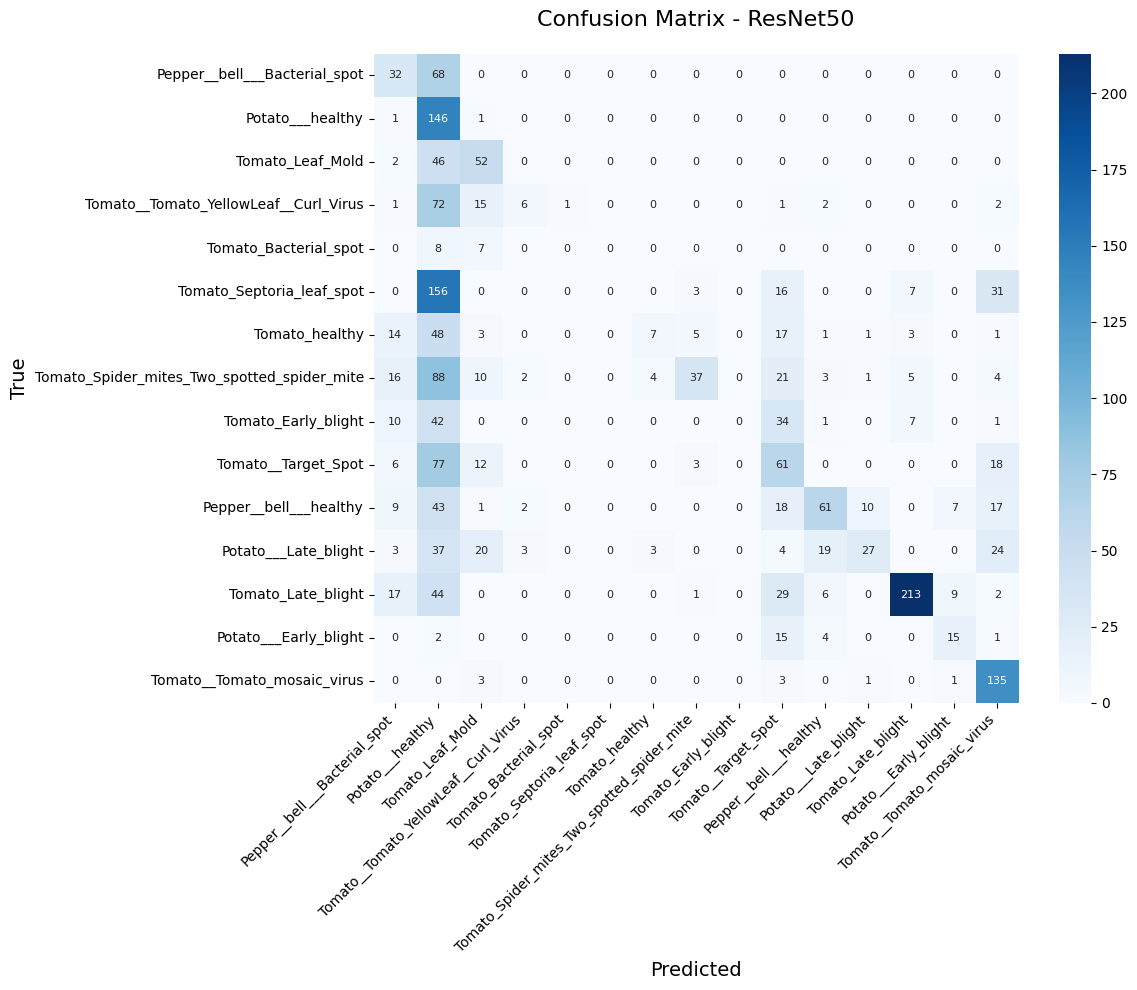 Confusion Matrix - ResNet50
Pepper__bell___Bacterial_spot 32 68 0 0 0 0 0 0 0 0 0 0 0 0 0
Potato___healthy 1 146 1 0 0 0 0 0 0 0 0 0 0 0 0
Tomato_Leaf_Mold 2 46 52 0 0 0 0 0 0 0 0 0 0 0 0
Tomato__Tomato_YellowLeaf__Curl_Virus 1 72 15 6 1 0 0 0 0 1 2 0 0 0 2
Tomato_Bacterial_spot 0 8 7 0 0 0 0 0 0 0 0 0 0 0 0
Tomato_Septoria_leaf_spot 0 156 0 0 0 0 0 3 0 16 0 0 7 0 31
Tomato_healthy 14 48 3 0 0 0 7 5 0 17 1 1 3 0 1
Tomato_Spider_mites_Two_spotted_spider_mite 16 88 10 2 0 0 4 37 0 21 3 1 5 0 4
Tomato_Early_blight 10 42 0 0 0 0 0 0 0 34 1 0 7 0 1
Tomato__Target_Spot 6 77 12 0 0 0 0 3 0 61 0 0 0 0 18
Pepper__bell___healthy 9 43 1 2 0 0 0 0 0 18 61 10 0 7 17
Potato___Late_blight 3 37 20 3 0 0 3 0 0 4 19 27 0 0 24
Tomato_Late_blight 17 44 0 0 0 0 0 1 0 29 6 0 213 9 2
Potato___Early_blight 0 2 0 0 0 0 0 0 0 15 4 0 0 15 1
Tomato__Tomato_mosaic_virus 0 0 3 0 0 0 0 0 0 3 0 1 0 1 135
True
Pepper__bell___Bacterial_spot
Potato___healthy
Tomato_Leaf_Mold
Tomato__Tomato_YellowLeaf__Curl_Virus
Tomato_Bacterial_spot
Tomato_Septoria_leaf_spot
Tomato_healthy
Tomato_Spider_mites_Two_spotted_spider_mite
Tomato_Early_blight
Tomato__Target_Spot
Pepper__bell___healthy
Potato___Late_blight
Tomato_Late_blight
Potato___Early_blight
Tomato__Tomato_mosaic_virus
Predicted
200
175
150
125
100
75
50
25
0